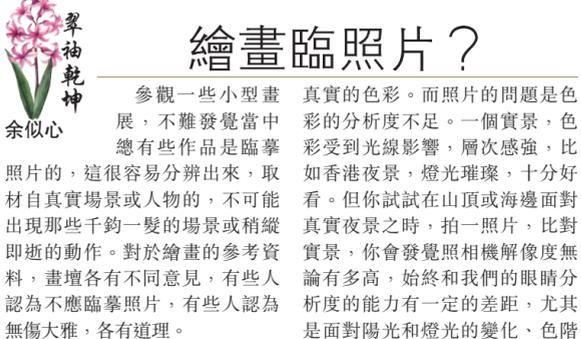 翠袖乾坤
余似心
繪畫臨照片？
參觀一些小型畫
展，不難發覺當中
總有些作品是臨摹
照片的，這很容易分辨出來，取
材自真實場景或人物的，不可能
出現那些千鈞一髮的場景或稍縱
即逝的動作。對於繪畫的參考資
料，畫壇各有不同意見，有些人
認為不應臨摹照片，有些人認為
無傷大雅，各有道理。
真實的色彩。而照片的問題是色
彩的分析度不足。一個實景，色
彩受到光線影響，層次感強，比
如香港夜景，燈光璀璨，十分好
看。但你試試在山頂或海邊面對
真實夜景之時，拍一照片，比對
實景，你會發覺照相機解像度無
論有多高，始終和我們的眼睛分
析度的能力有一定的差距，尤其
是面對陽光和燈光的變化、色階